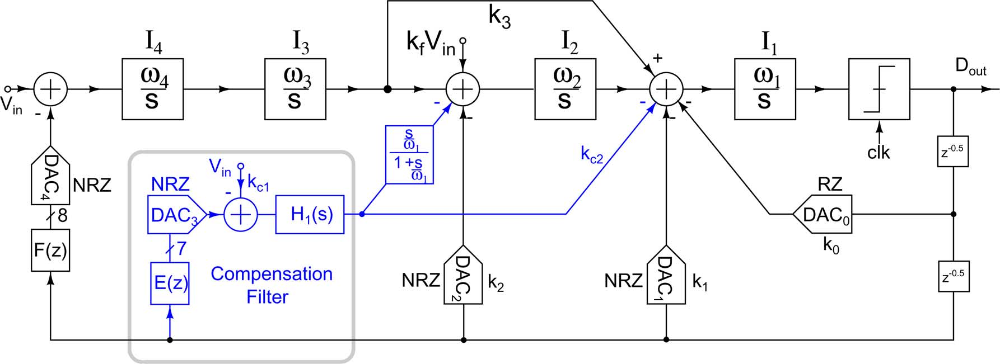 k3
I4
I3
kfVin
I2
I1
+
ω4
s
ω3
s
ω2
s
ω1
s
Dout
Vin
-
-
-
-
-
-
clk
z-0.5
s
ω1
1 + s
ω1
kc2
DAC4
NRZ
8
F(z)
Vin
kc1
-
NRZ
DAC3
H1(s)
7
E(z)
Compensation
Filter
RZ
DAC0
k0
NRZ
DAC2
k2
NRZ
DAC1
k1
z-0.5